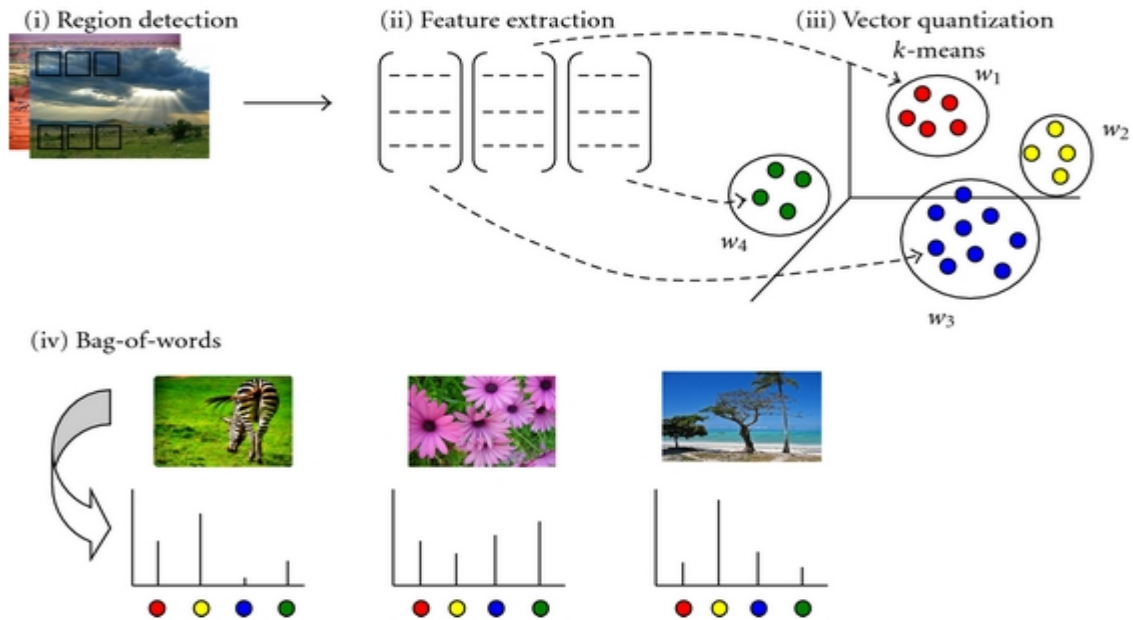 (i) Region detection
(ii) Feature extraction
(iii) Vector quantization
k-means
w1
w2
w4
w3
(iv) Bag-of-words